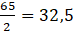 65/2 = 32,5